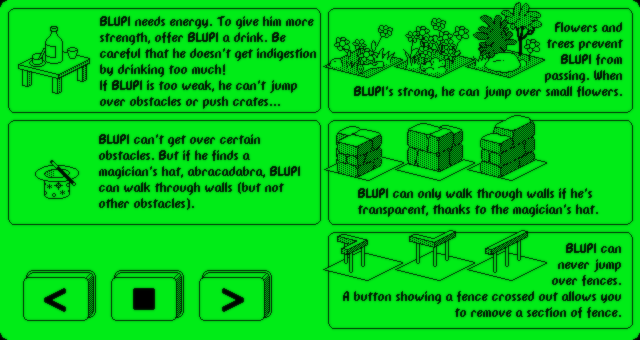 BLUPI needs energy. To give him more
strength, offer BLUPI a drink. Be
careful that he doesn't get indigestion
by drinking too much!
If BLUPI is too weak, he can't jump
over obstacles or push crates...
BLUPI can't get over certain
obstacles. But if he finds a
magician's hat, abracadabra, BLUPI
can walk through walls (but not
other obstacles).
Flowers and
trees prevent
BLUPI from
passing. When
BLUPI's strong, he can jump over small flowers.
BLUPI can only walk through walls if he's
transparent, thanks to the magician's hat.
BLUPI can
never jump
over fences.
A button showing a fence crossed out allows you
to remove a section of fence.